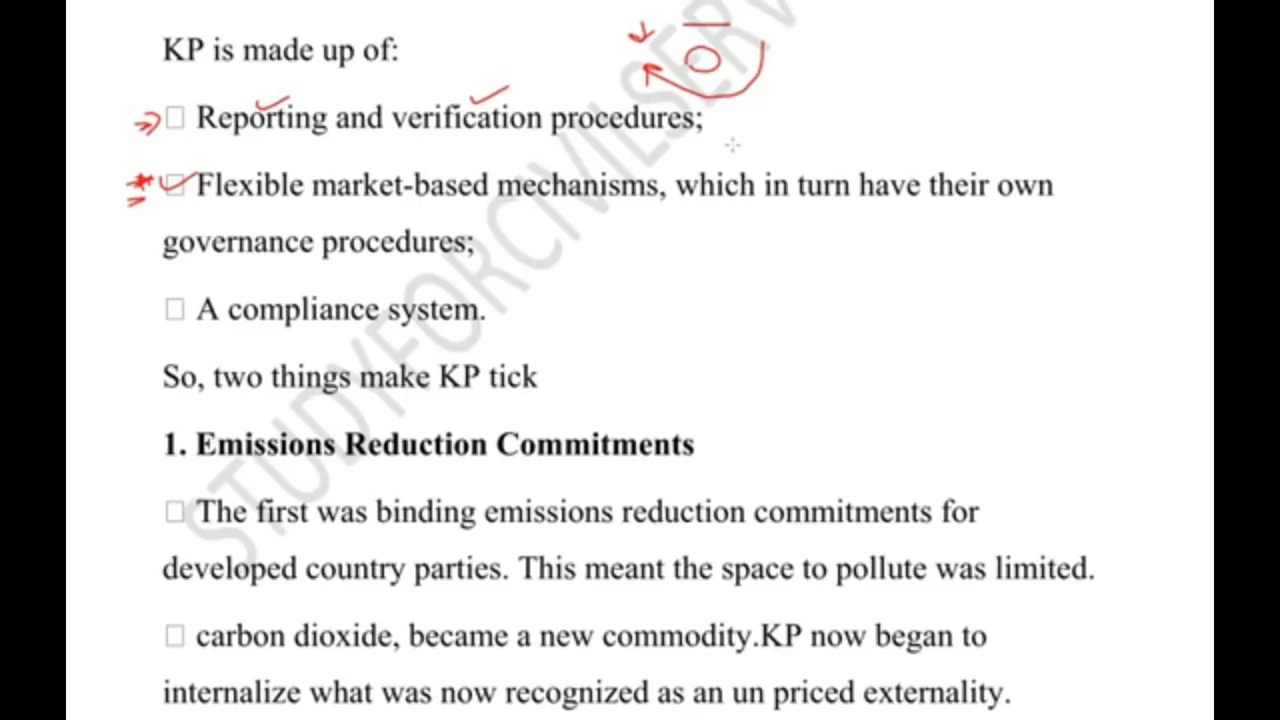 KP is made up of:
Reporting and verification procedures;
Flexible market-based mechanisms, which in turn have their own
governance procedures;
A compliance system.
So, two things make KP tick
1. Emissions Reduction Commitments
The first was binding emissions reduction commitments for
developed country parties. This meant the space to pollute was limited.
carbon dioxide, became a new commodity.KP now began to
internalize what was now recognized as an un priced externality.
STUDYFORCIVILSERV